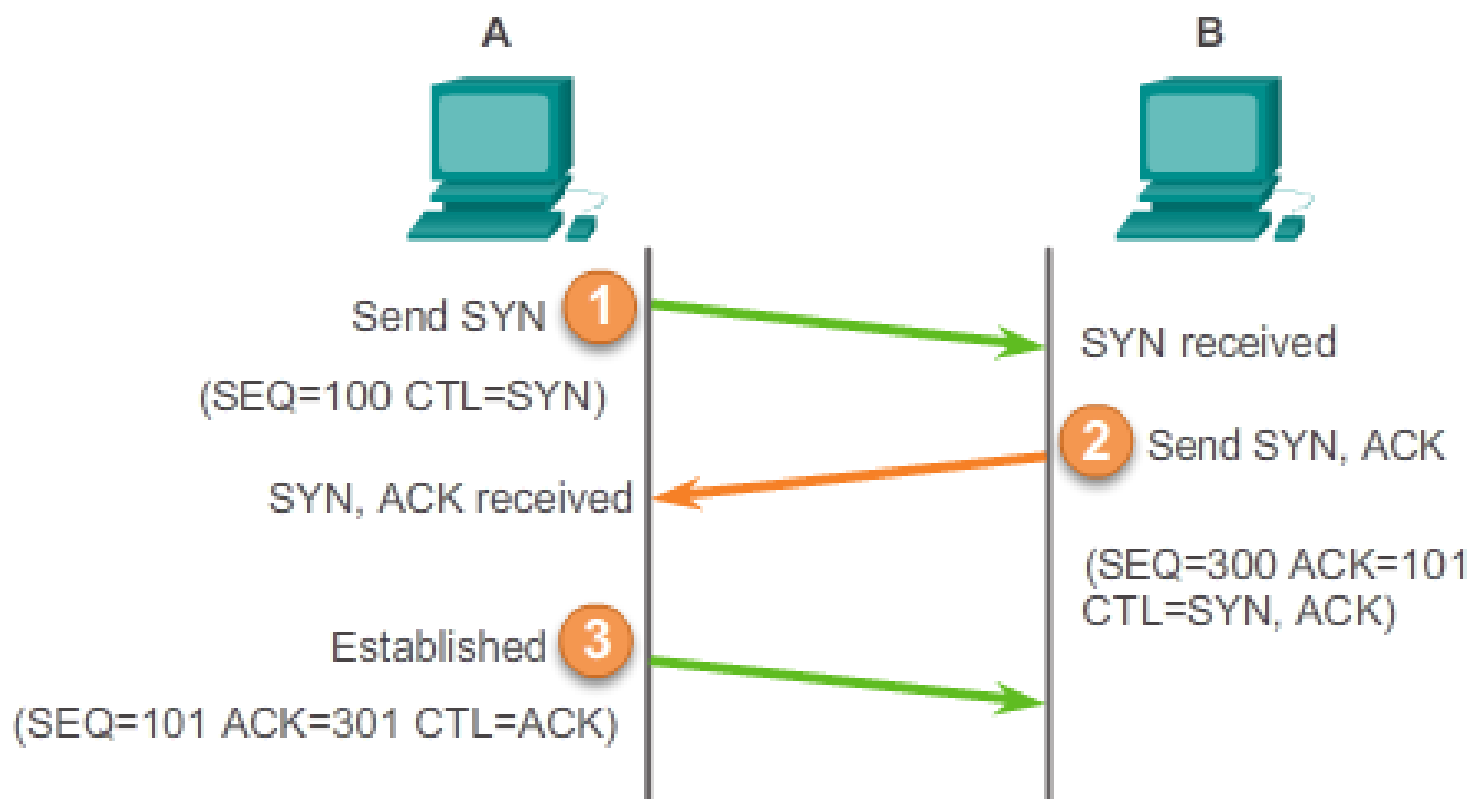 A
B
Send SYN 1
SYN received
(SEQ=100 CTL=SYN)
2 Send SYN, ACK
SYN, ACK received
(SEQ=300 ACK=101
CTL=SYN, ACK)
Established 3
(SEQ=101 ACK=301 CTL=ACK)